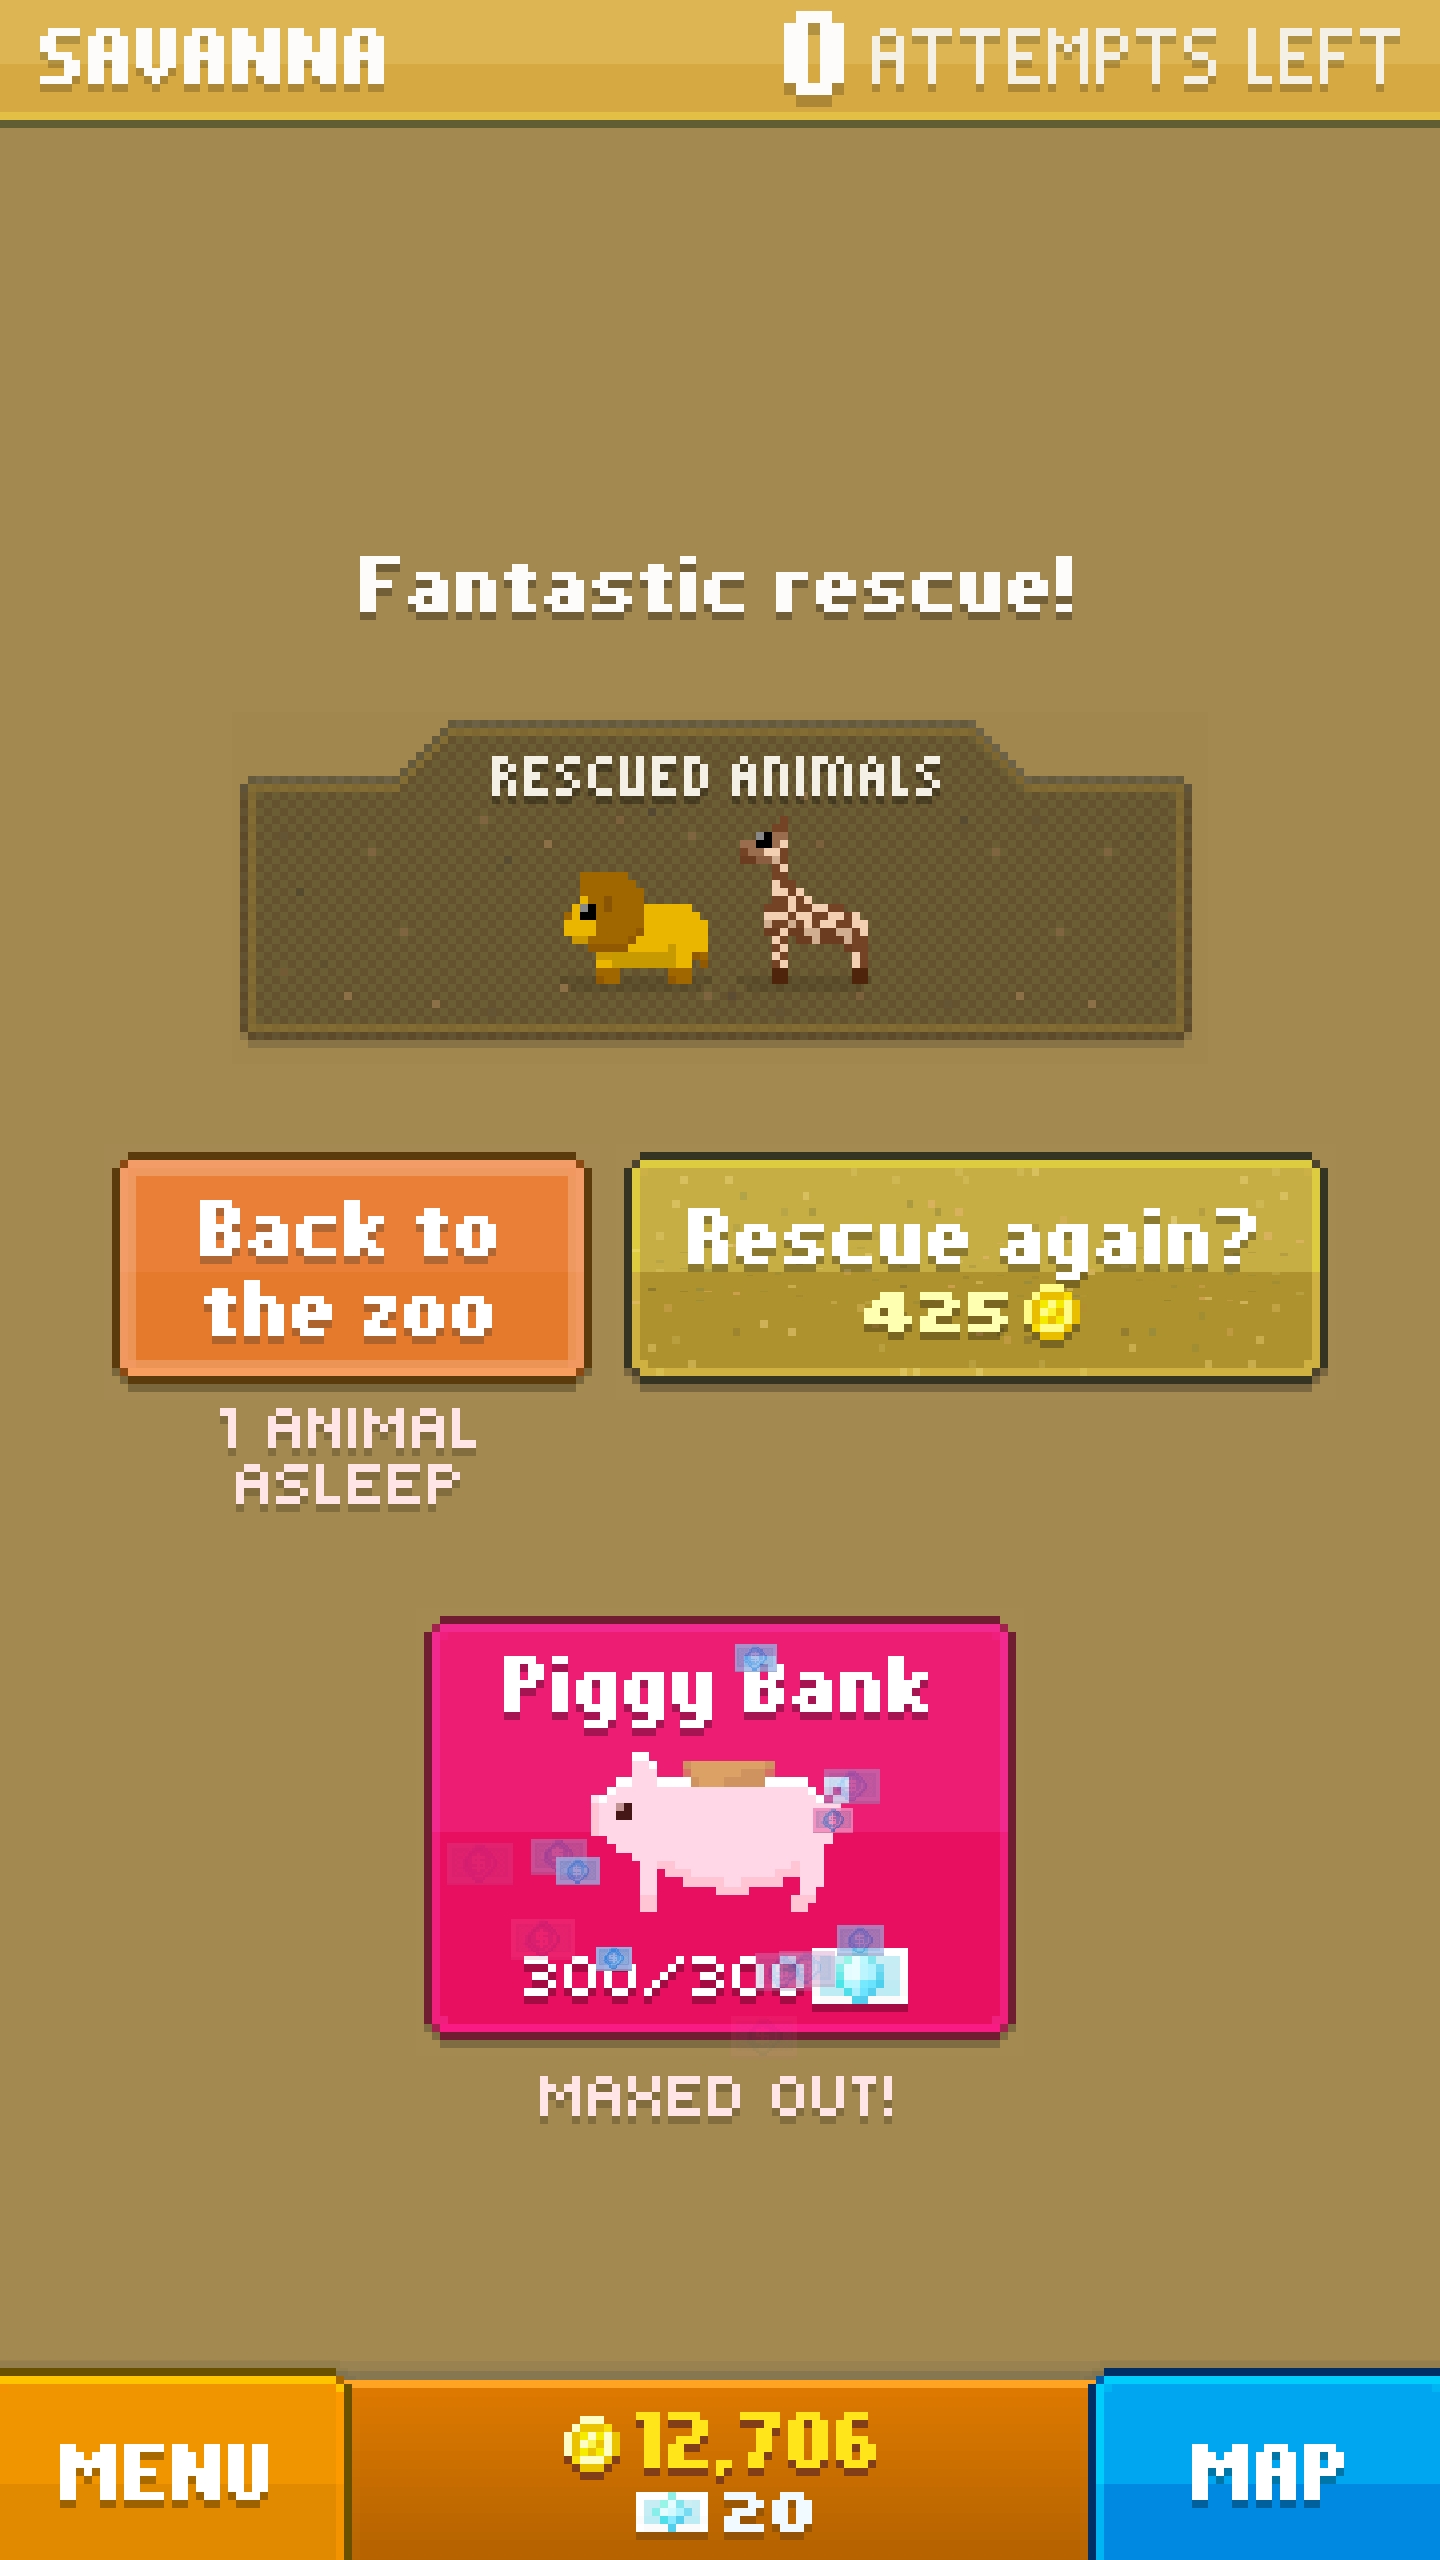 SAVANNA
0 ATTEMPTS LEFT
Fantastic rescue!
RESCUED ANIMALS
Back to
the zoo
Rescue again?
425
1 ANIMAL
ASLEEP
Piggy Bank
300/300
MAXED OUT!
MENU
12,706
20
MAP